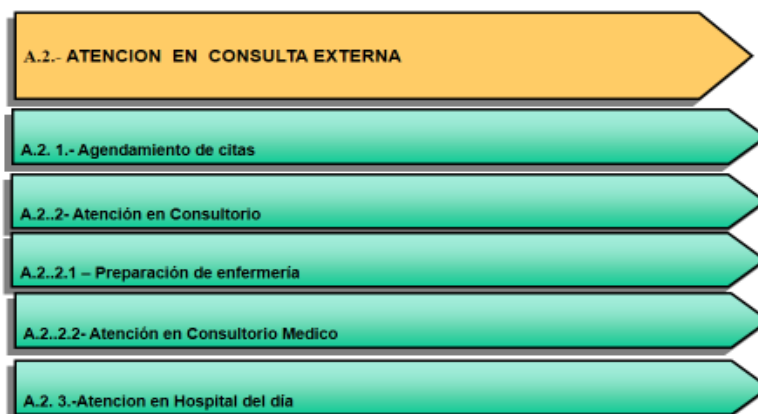 A.2.- ATENCION EN CONSULTA EXTERNA
A.2. 1.- Agendamiento de citas
A.2..2- Atención en Consultorio
A.2..2.1 – Preparación de enfermería
A.2..2.2- Atención en Consultorio Medico
A.2. 3.-Atencion en Hospital del día